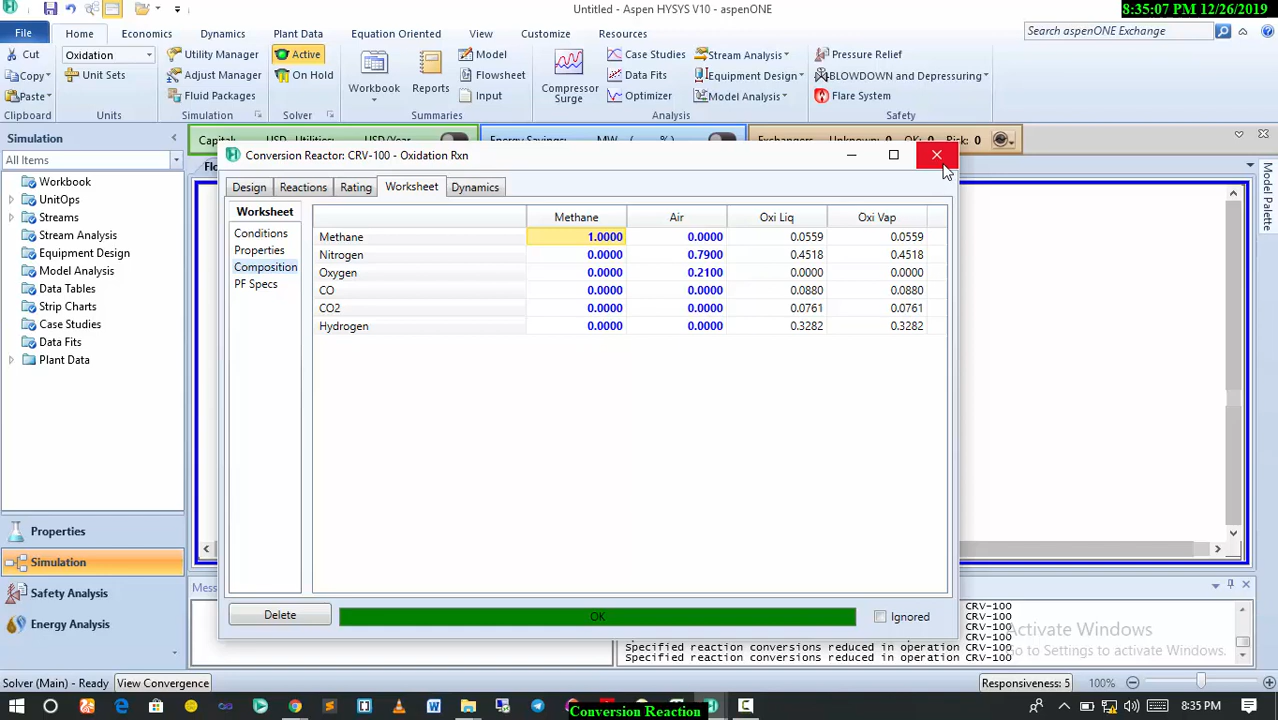 Untitled - Aspen HYSYS V10 - aspenONE
8:35:07 PM 12/26/2019
File
Home
Economics
Dynamics
Plant Data
Equation Oriented
View
Customize
Resources
Search aspenONE Exchange
Cut
Copy
Paste
Clipboard
Oxidation
Unit Sets
Units
Utility Manager
Adjust Manager
Fluid Packages
Simulation
Active
On Hold
Solver
Workbook
Reports
Model
Flowsheet
Input
Summaries
Compressor
Surge
Case Studies
Data Fits
Optimizer
Stream Analysis
Equipment Design
Model Analysis
Analysis
Pressure Relief
BLOWDOWN and Depressuring
Flare System
Safety
Simulation
All Items
Workbook
UnitOps
Streams
Stream Analysis
Equipment Design
Model Analysis
Data Tables
Strip Charts
Case Studies
Data Fits
Plant Data
Properties
Simulation
Safety Analysis
Energy Analysis
Conversion Reactor: CRV-100 - Oxidation Rxn
Design
Reactions
Rating
Worksheet
Dynamics
Worksheet
Conditions
Properties
Composition
PF Specs
Methane Air Oxi Liq Oxi Vap
Methane 1.0000 0.0000 0.0559 0.0559
Nitrogen 0.0000 0.7900 0.4518 0.4518
Oxygen 0.0000 0.2100 0.0000 0.0000
CO 0.0000 0.0000 0.0880 0.0880
CO2 0.0000 0.0000 0.0761 0.0761
Hydrogen 0.0000 0.0000 0.3282 0.3282
Delete
OK
Ignored
Model Palette
CRV-100
CRV-100
CRV-100
Specified reaction conversions reduced in operation CRV-100
Specified reaction conversions reduced in operation CRV-100
Activate Windows
Go to Settings to activate Windows.
Solver (Main) - Ready
View Convergence
Responsiveness: 5
100%
Conversion Reaction
8:35 PM